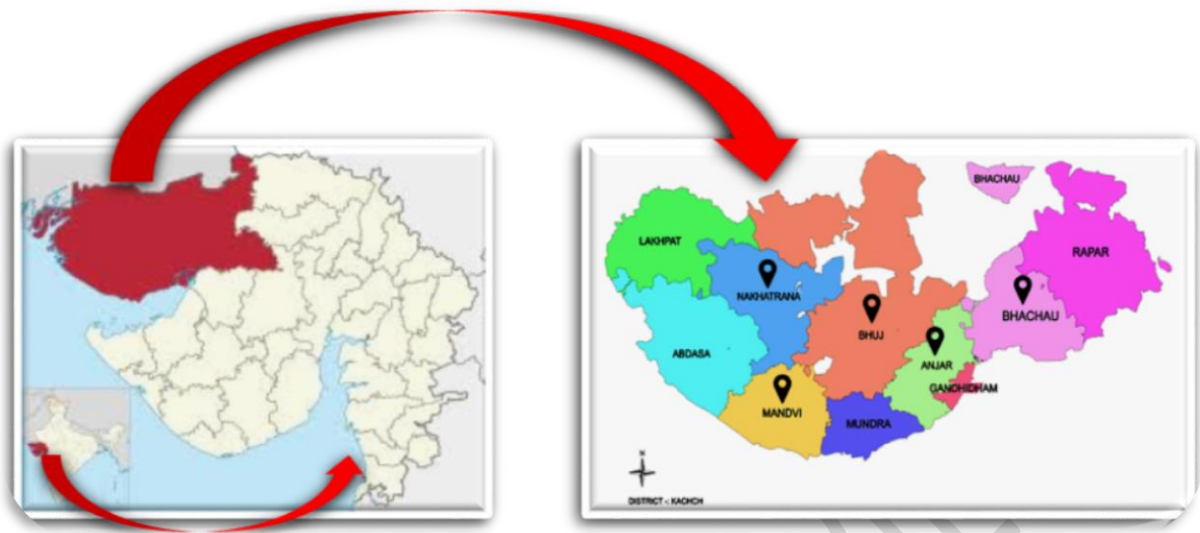 BHACHAU
LAKHPAT
RAPAR
NAKHATRANA
BHACHAU
BHUJ
ABDASA
ANJAR
GANDHIDHAM
MANDVI
MUNDRA
N
DISTRICT -: KACHCH